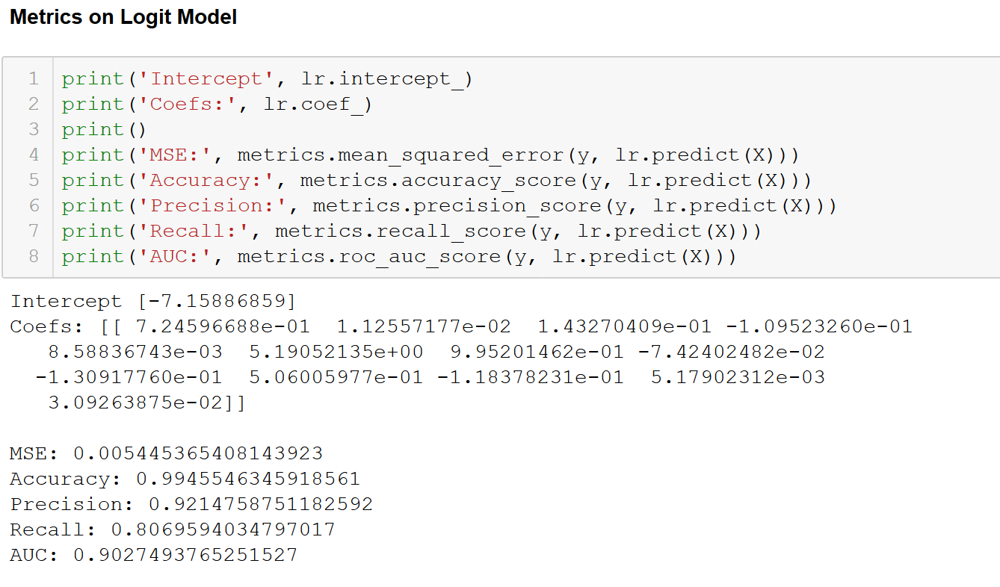 Metrics on Logit Model
1 print('Intercept', lr.intercept_)
2 print('Coefs:', lr.coef_)
3 print()
4 print('MSE:', metrics.mean_squared_error(y, lr.predict(X)))
5 print('Accuracy:', metrics.accuracy_score(y, lr.predict(X)))
6 print('Precision:', metrics.precision_score(y, lr.predict(X)))
7 print('Recall:', metrics.recall_score(y, lr.predict(X)))
8 print('AUC:', metrics.roc_auc_score(y, lr.predict(X)))
Intercept [-7.15886859]
Coefs: [[ 7.24596688e-01  1.12557177e-02  1.43270409e-01 -1.09523260e-01
   8.58836743e-03  5.19052135e+00  9.95201462e-01 -7.42402482e-02
  -1.30917760e-01  5.06005977e-01 -1.18378231e-01  5.17902312e-03
   3.09263875e-02]]
MSE: 0.005445365408143923
Accuracy: 0.9945546345918561
Precision: 0.9214758751182592
Recall: 0.8069594034797017
AUC: 0.9027493765251527